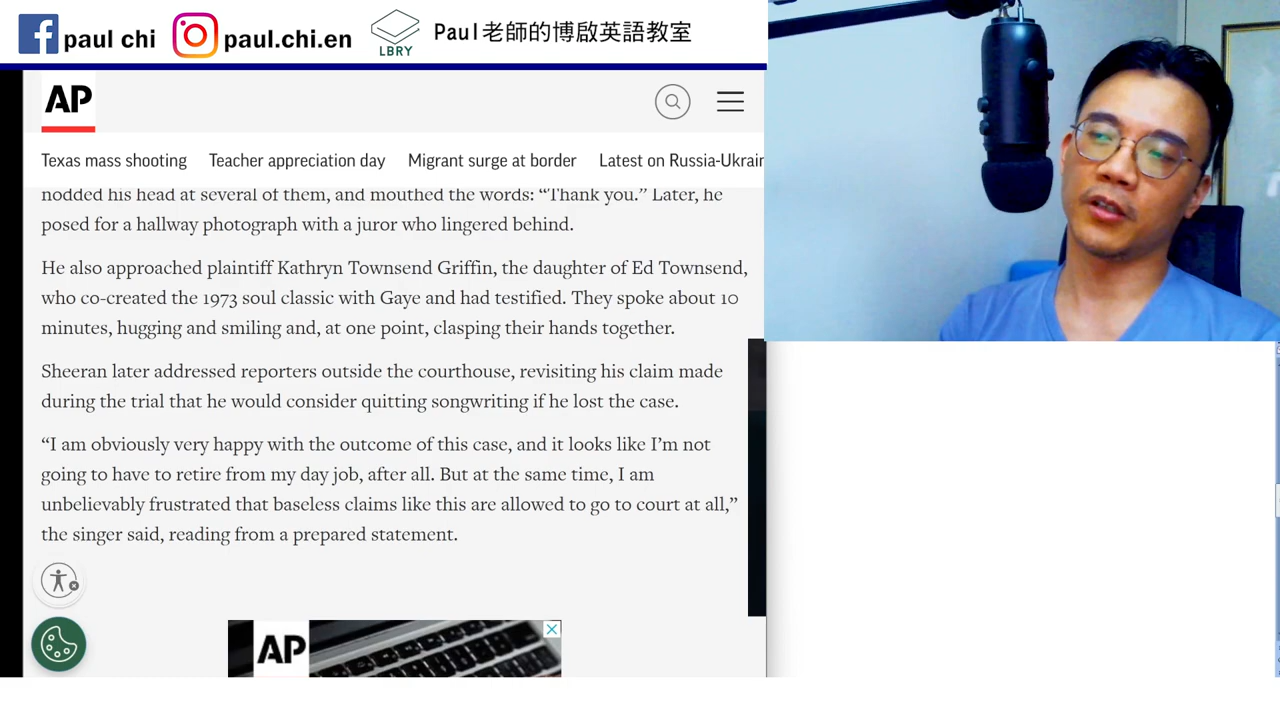 paul chi
paul.chi.en
LBRY
Paul老師的博啟英語教室
AP
Texas mass shooting Teacher appreciation day Migrant surge at border Latest on Russia-Ukrain
nodded his head at several of them, and mouthed the words: “Thank you.” Later, he
posed for a hallway photograph with a juror who lingered behind.
He also approached plaintiff Kathryn Townsend Griffin, the daughter of Ed Townsend,
who co-created the 1973 soul classic with Gaye and had testified. They spoke about 10
minutes, hugging and smiling and, at one point, clasping their hands together.
Sheeran later addressed reporters outside the courthouse, revisiting his claim made
during the trial that he would consider quitting songwriting if he lost the case.
“I am obviously very happy with the outcome of this case, and it looks like I’m not
going to have to retire from my day job, after all. But at the same time, I am
unbelievably frustrated that baseless claims like this are allowed to go to court at all,”
the singer said, reading from a prepared statement.
AP